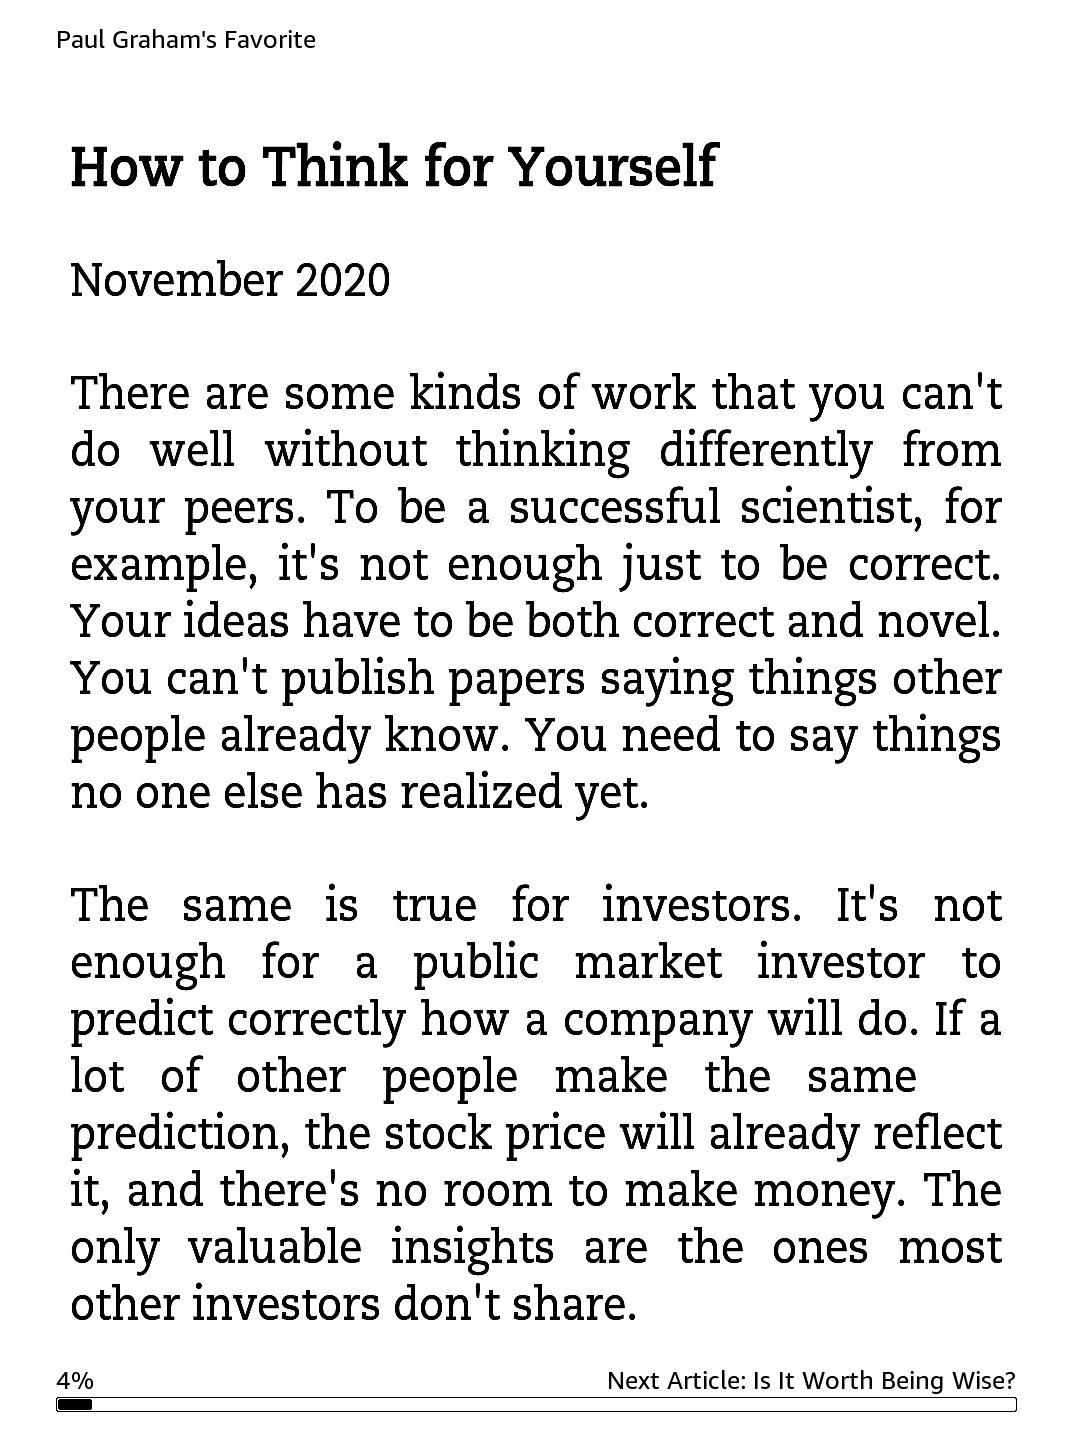 Paul Graham's Favorite
How to Think for Yourself
November 2020
There are some kinds of work that you can't
do well without thinking differently from
your peers. To be a successful scientist, for
example, it's not enough just to be correct.
Your ideas have to be both correct and novel.
You can't publish papers saying things other
people already know. You need to say things
no one else has realized yet.
The same is true for investors. It's not
enough for a public market investor to
predict correctly how a company will do. If a
lot of other people make the same
prediction, the stock price will already reflect
it, and there's no room to make money. The
only valuable insights are the ones most
other investors don't share.
4%
Next Article: Is It Worth Being Wise?